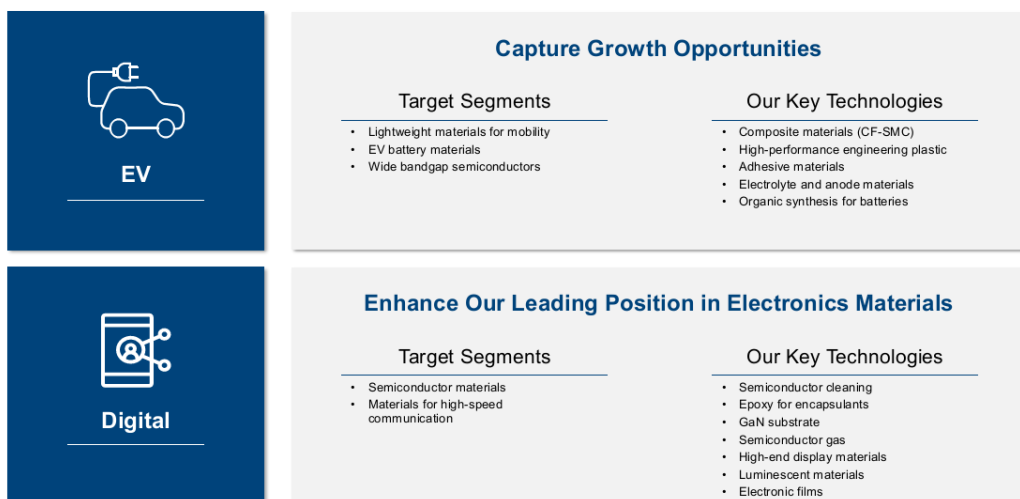 EV
Capture Growth Opportunities
Target Segments
• Lightweight materials for mobility
• EV battery materials
• Wide bandgap semiconductors
Our Key Technologies
• Composite materials (CF-SMC)
• High-performance engineering plastic
• Adhesive materials
• Electrolyte and anode materials
• Organic synthesis for batteries
Digital
Enhance Our Leading Position in Electronics Materials
Target Segments
• Semiconductor materials
• Materials for high-speed
communication
Our Key Technologies
• Semiconductor cleaning
• Epoxy for encapsulants
• GaN substrate
• Semiconductor gas
• High-end display materials
• Luminescent materials
• Electronic films